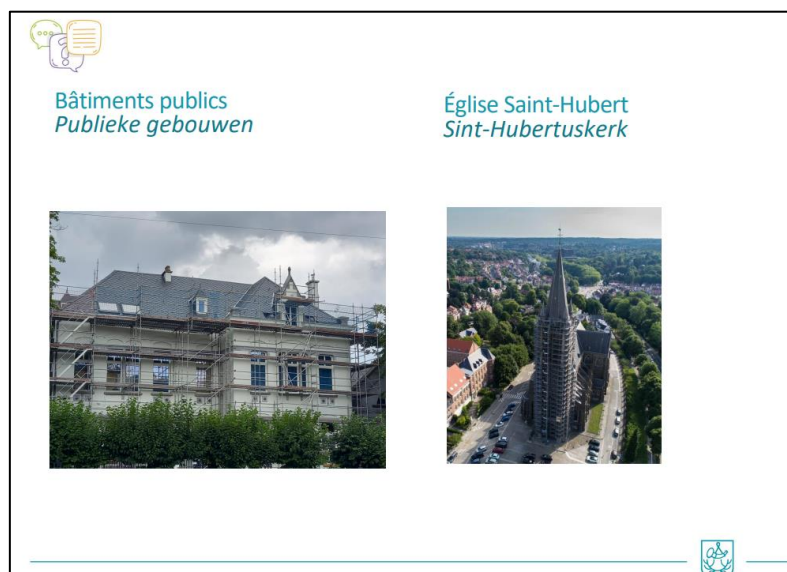 Bâtiments publics
Publieke gebouwen
Église Saint-Hubert
Sint-Hubertuskerk